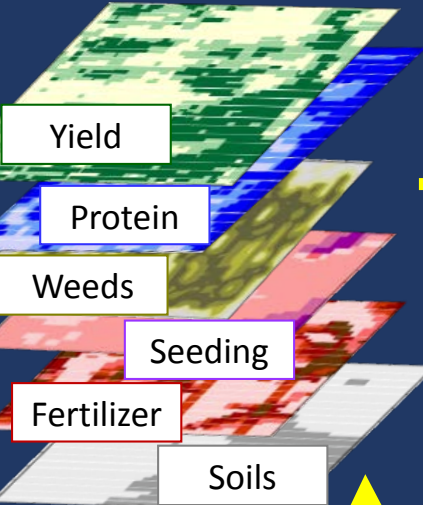 Yield
Protein
Weeds
Seeding
Fertilizer
Soils